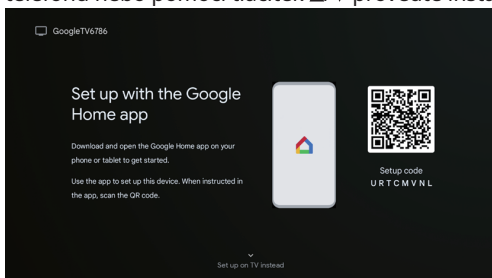 GoogleTV6786
Set up with the Google
Home app
Download and open the Google Home app on your
phone or tablet to get started.
Use the app to set up this device. When instructed in
the app, scan the QR code.
Setup code
URTCMVNL
Set up on TV instead